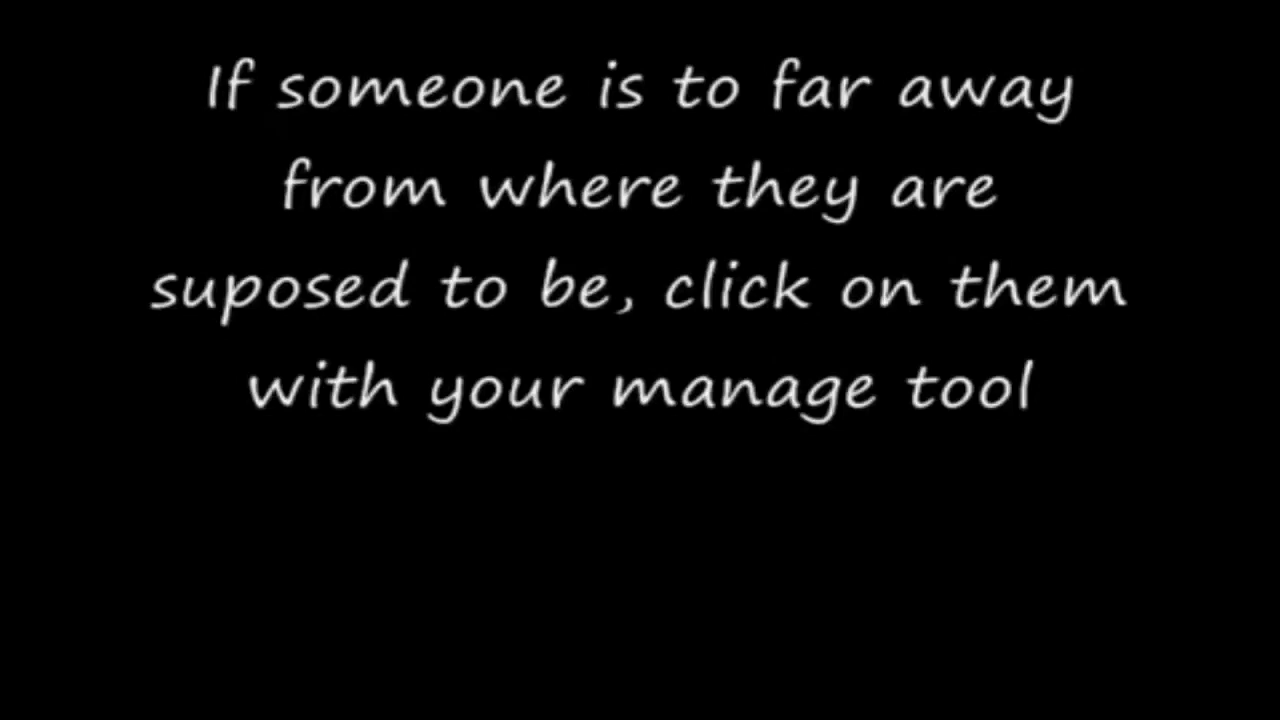 If someone is to far away
from where they are
suposed to be, click on them
with your manage tool